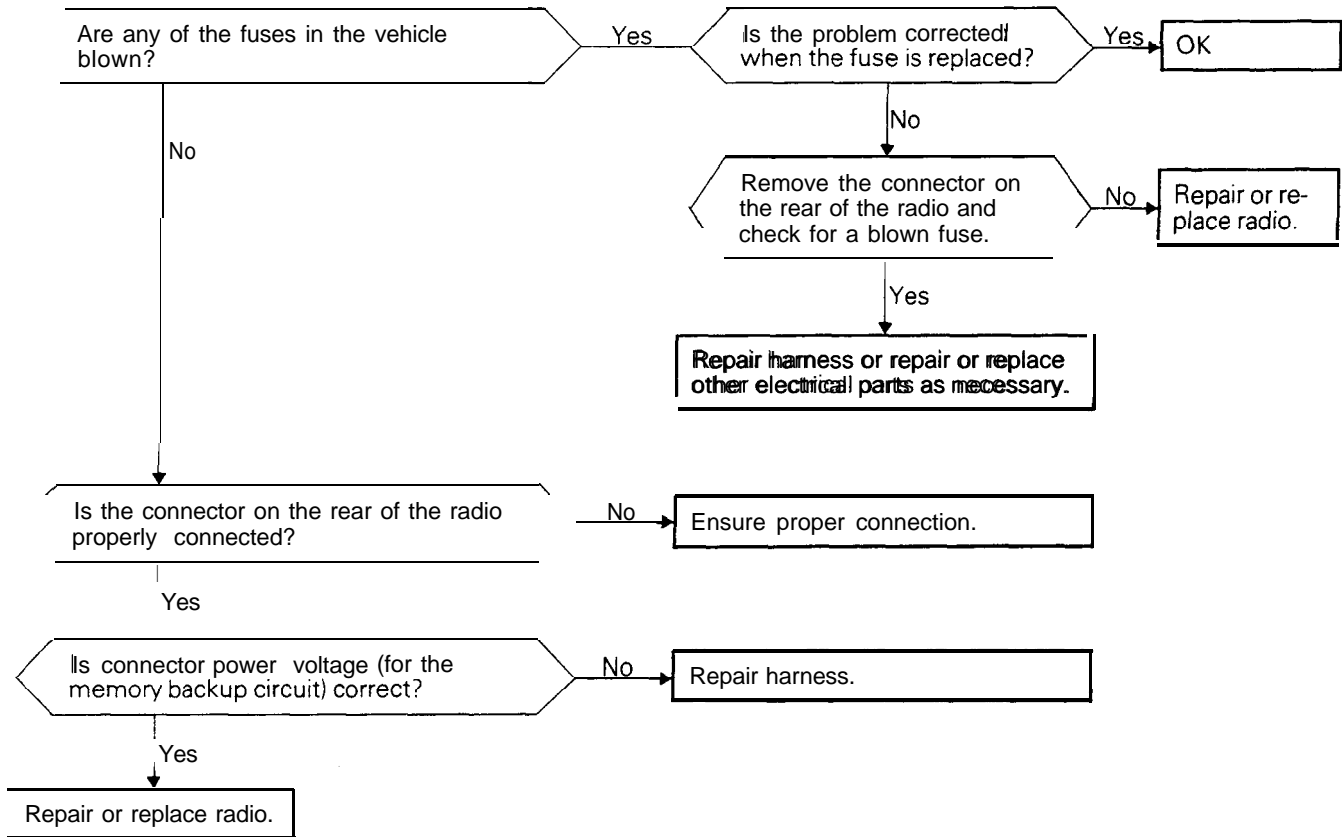 Are any of the fuses in the vehicle
blown?
Yes
Is the problem corrected
when the fuse is replaced?
Yes
OK
No
No
Remove the connector on
the rear of the radio and
check for a blown fuse.
No
Repair or re-
place radio.
Yes
Repair harness or repair or replace
other electrical parts as necessary.
Is the connector on the rear of the radio
properly connected?
No
Ensure proper connection.
Yes
Is connector power voltage (for the
memory backup circuit) correct?
No
Repair harness.
Yes
Repair or replace radio.